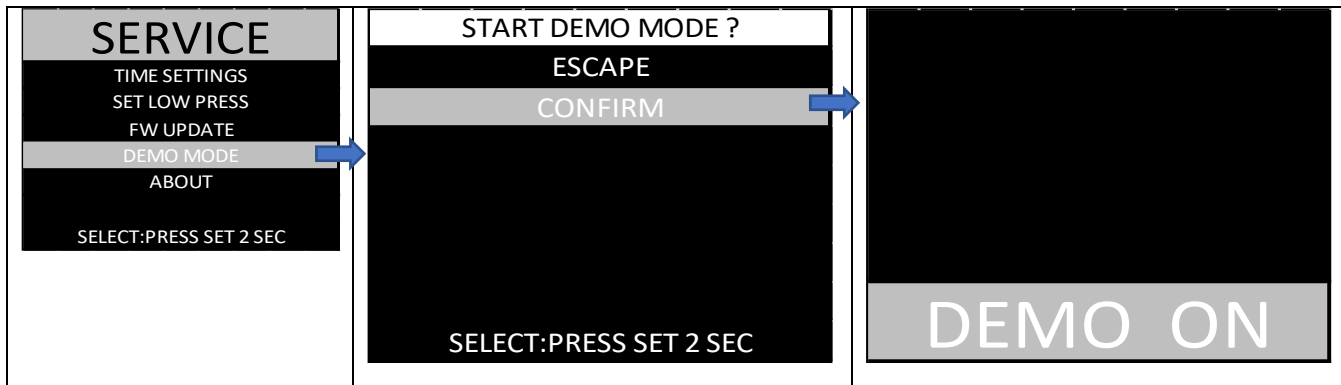 SERVICE
TIME SETTINGS
SET LOW PRESS
FW UPDATE
DEMO MODE
ABOUT
SELECT:PRESS SET 2 SEC
START DEMO MODE ?
ESCAPE
CONFIRM
SELECT:PRESS SET 2 SEC
DEMO ON